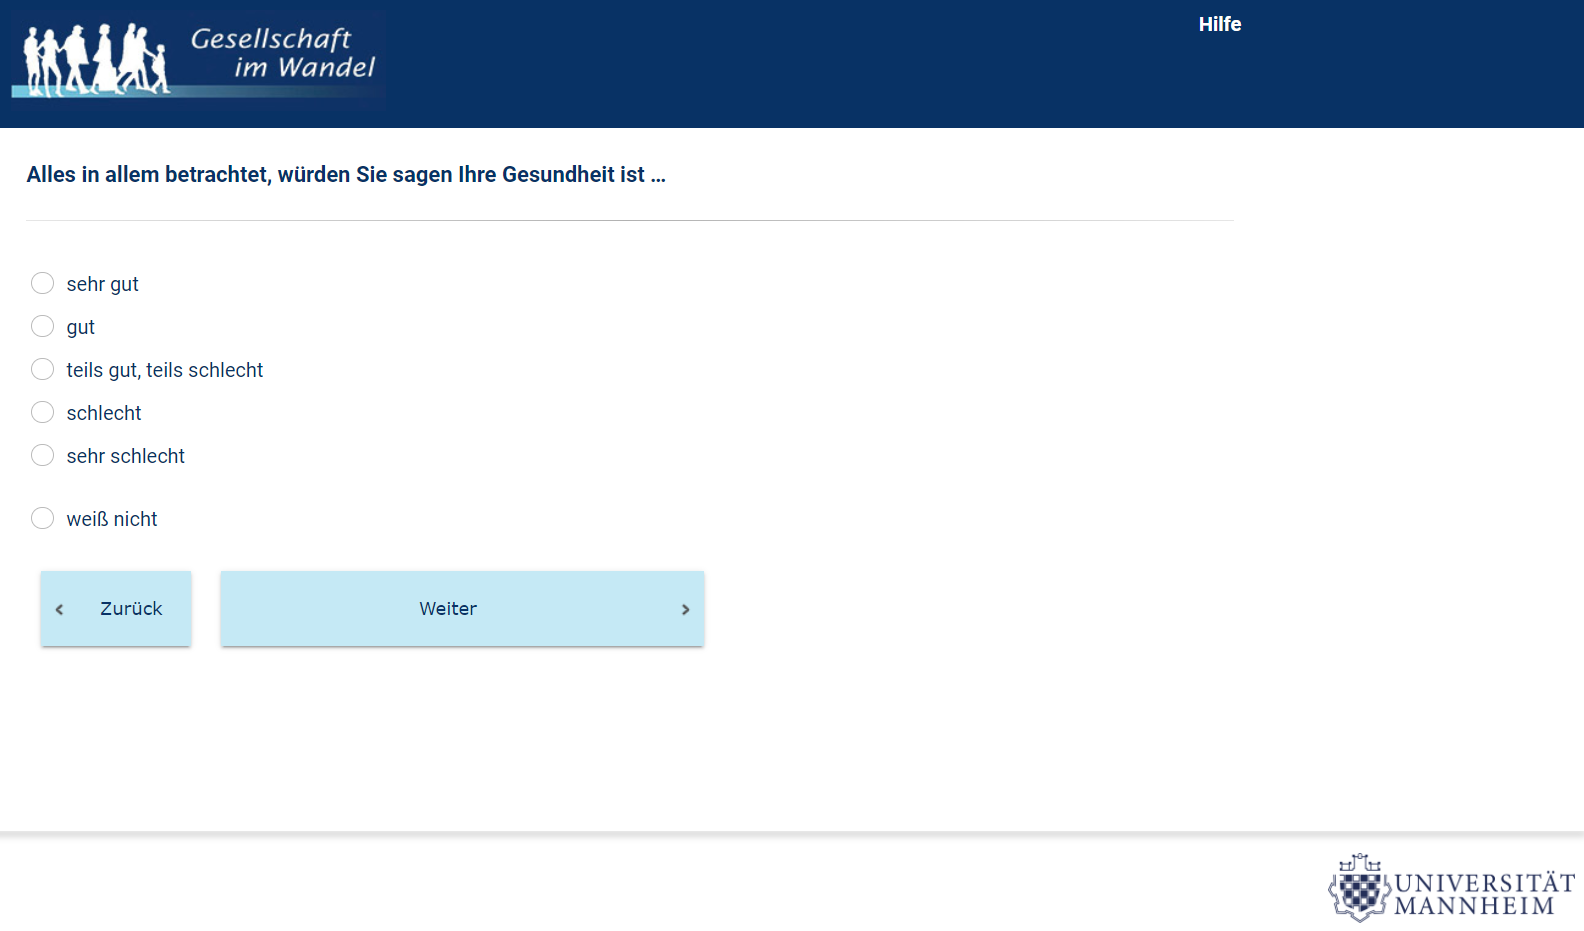 Gesellschaft
im Wandel
Hilfe
Alles in allem betrachtet, würden Sie sagen Ihre Gesundheit ist ...
sehr gut
gut
teils gut, teils schlecht
schlecht
sehr schlecht
weiß nicht
Zurück
Weiter
UNIVERSITÄT
MANNHEIM